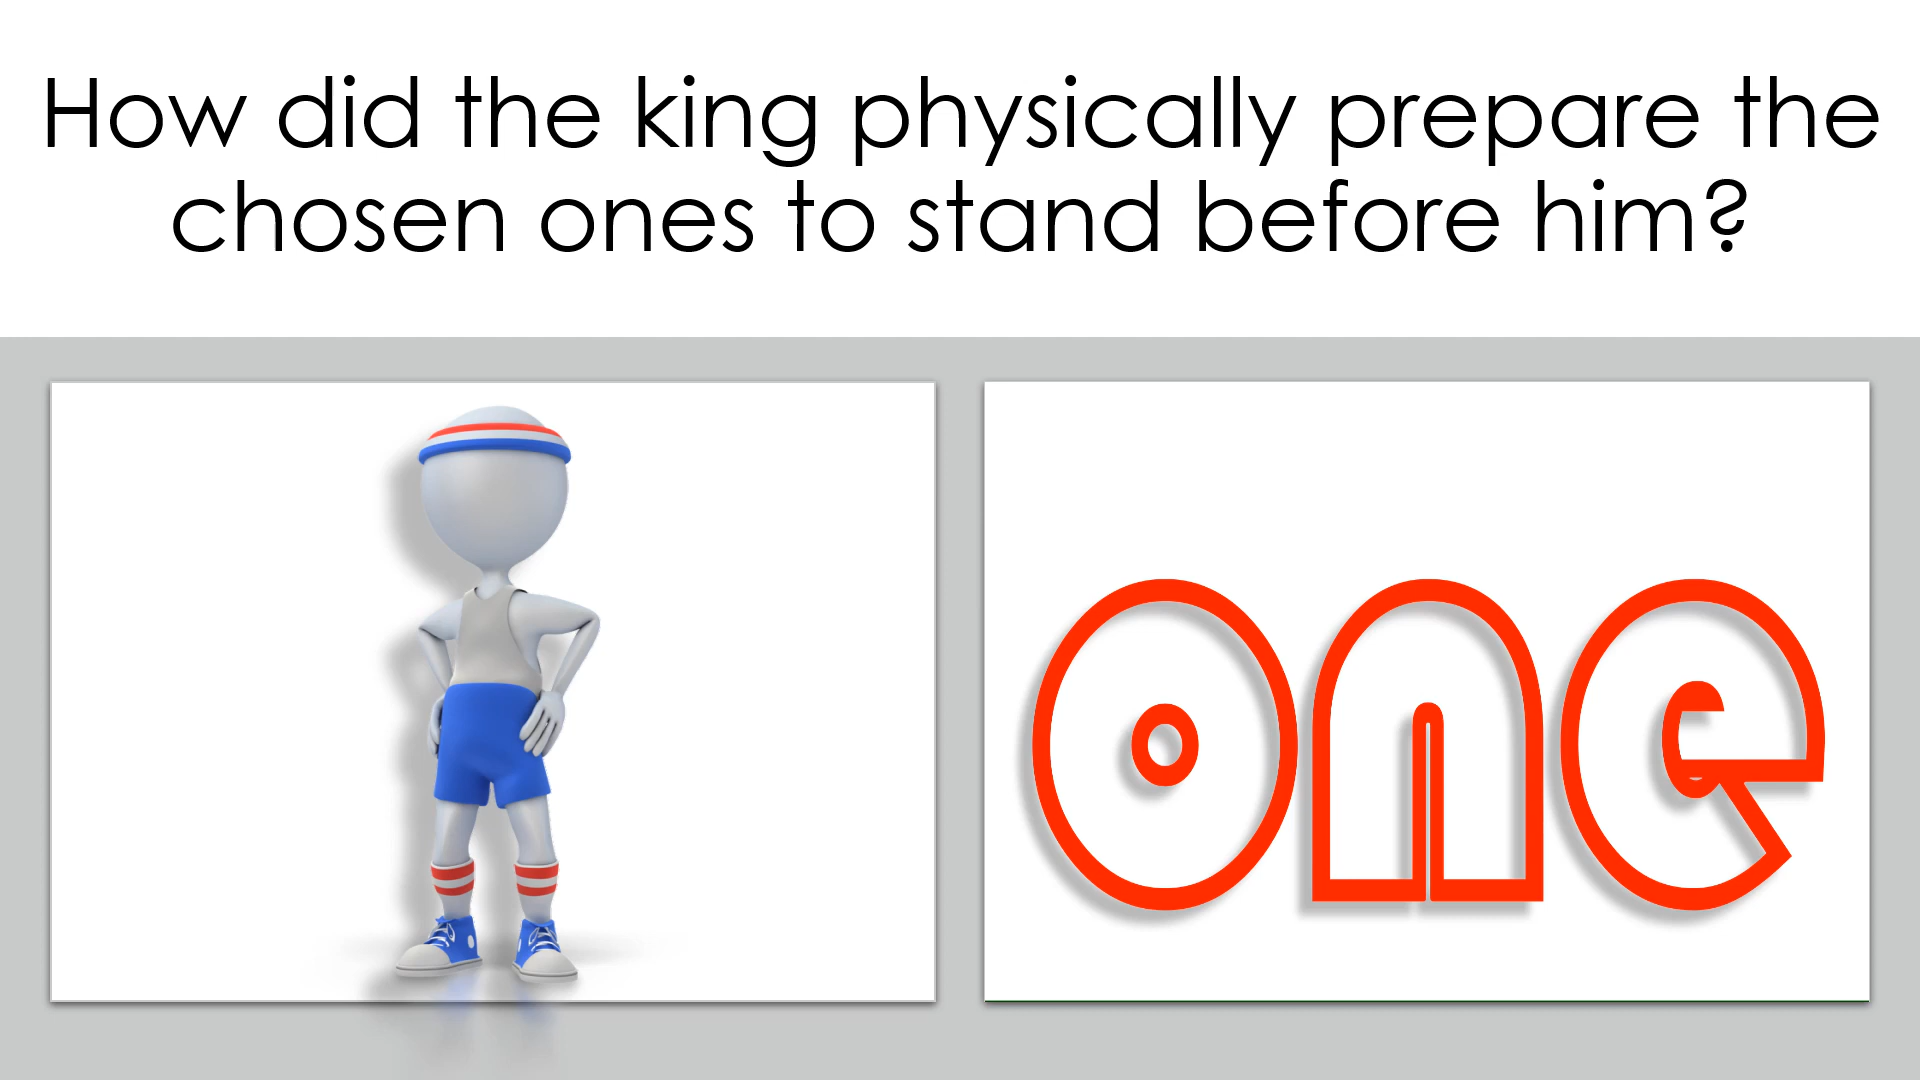 How did the king physically prepare the
chosen ones to stand before him?
one